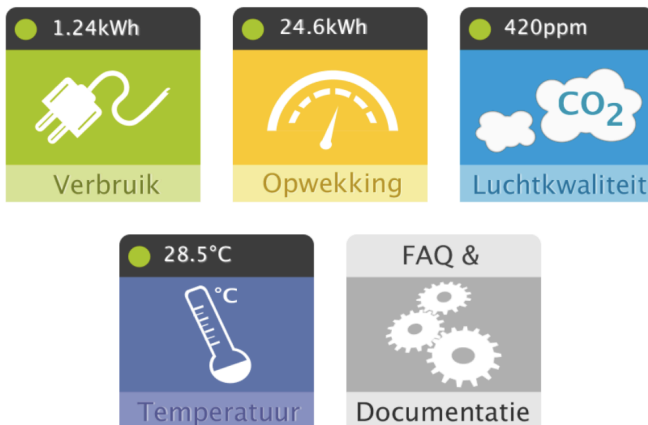 1.24kWh
24.6kWh
420ppm
CO2
Verbruik
Opwekking
Luchtkwaliteit
28.5°C
FAQ &
°C
Temperatuur
Documentatie